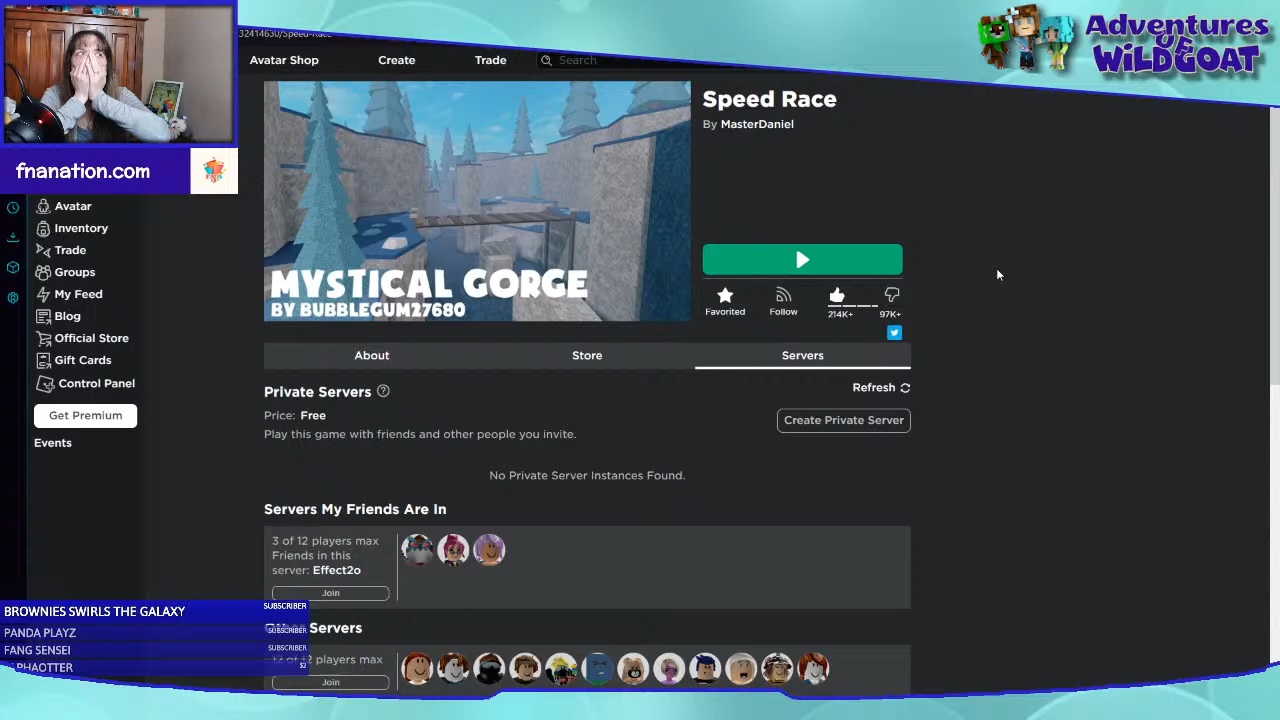 32414630/Speed-Race
Avatar Shop
Create
Trade
Search
Adventures
OF
WiLDGOAT
fnanation.com
MYSTICAL GORGE
BY BUBBLEGUM27680
Speed Race
By MasterDaniel
Favorited
Follow
214K+
97K+
Avatar
Inventory
Trade
Groups
My Feed
Blog
Official Store
Gift Cards
Control Panel
Get Premium
Events
About
Store
Servers
Private Servers
Refresh
Price: Free
Create Private Server
Play this game with friends and other people you invite.
No Private Server Instances Found.
Servers My Friends Are In
3 of 12 players max
Friends in this
server: Effect2o
Join
Servers
12 of 12 players max
Join
BROWNIES SWIRLS THE GALAXY SUBSCRIBER
PANDA PLAYZ SUBSCRIBER
FANG SENSEI SUBSCRIBER
$2